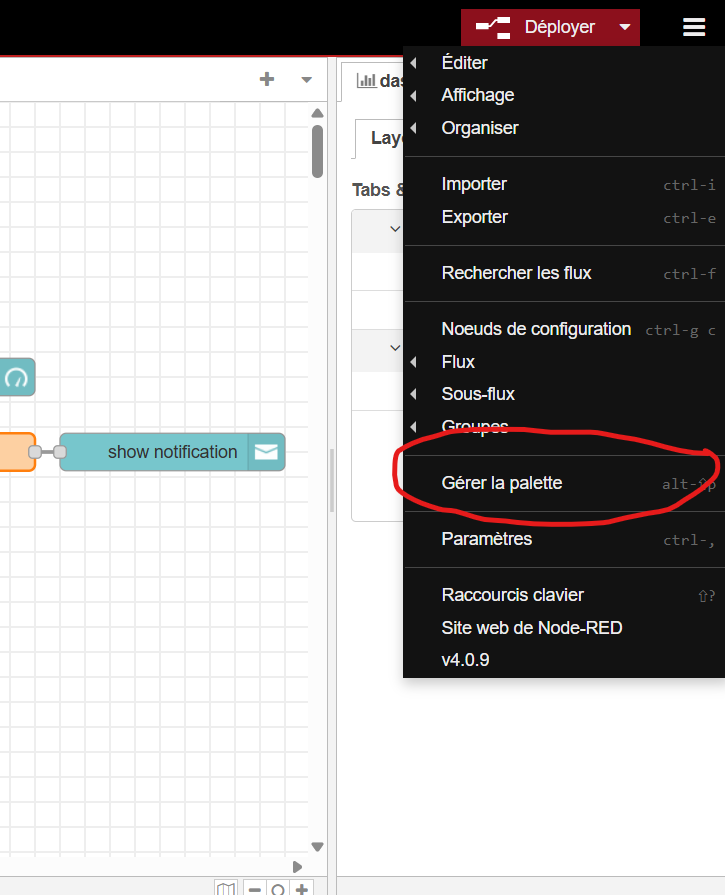 Déployer
das
Éditer
Affichage
Organiser
Lay
Tabs &
Importer ctrl-i
Exporter ctrl-e
Rechercher les flux ctrl-f
Noeuds de configuration ctrl-g c
Flux
Sous-flux
Groupes
show notification
Gérer la palette alt-⇧p
Paramètres ctrl-,
Raccourcis clavier ⇧?
Site web de Node-RED
v4.0.9